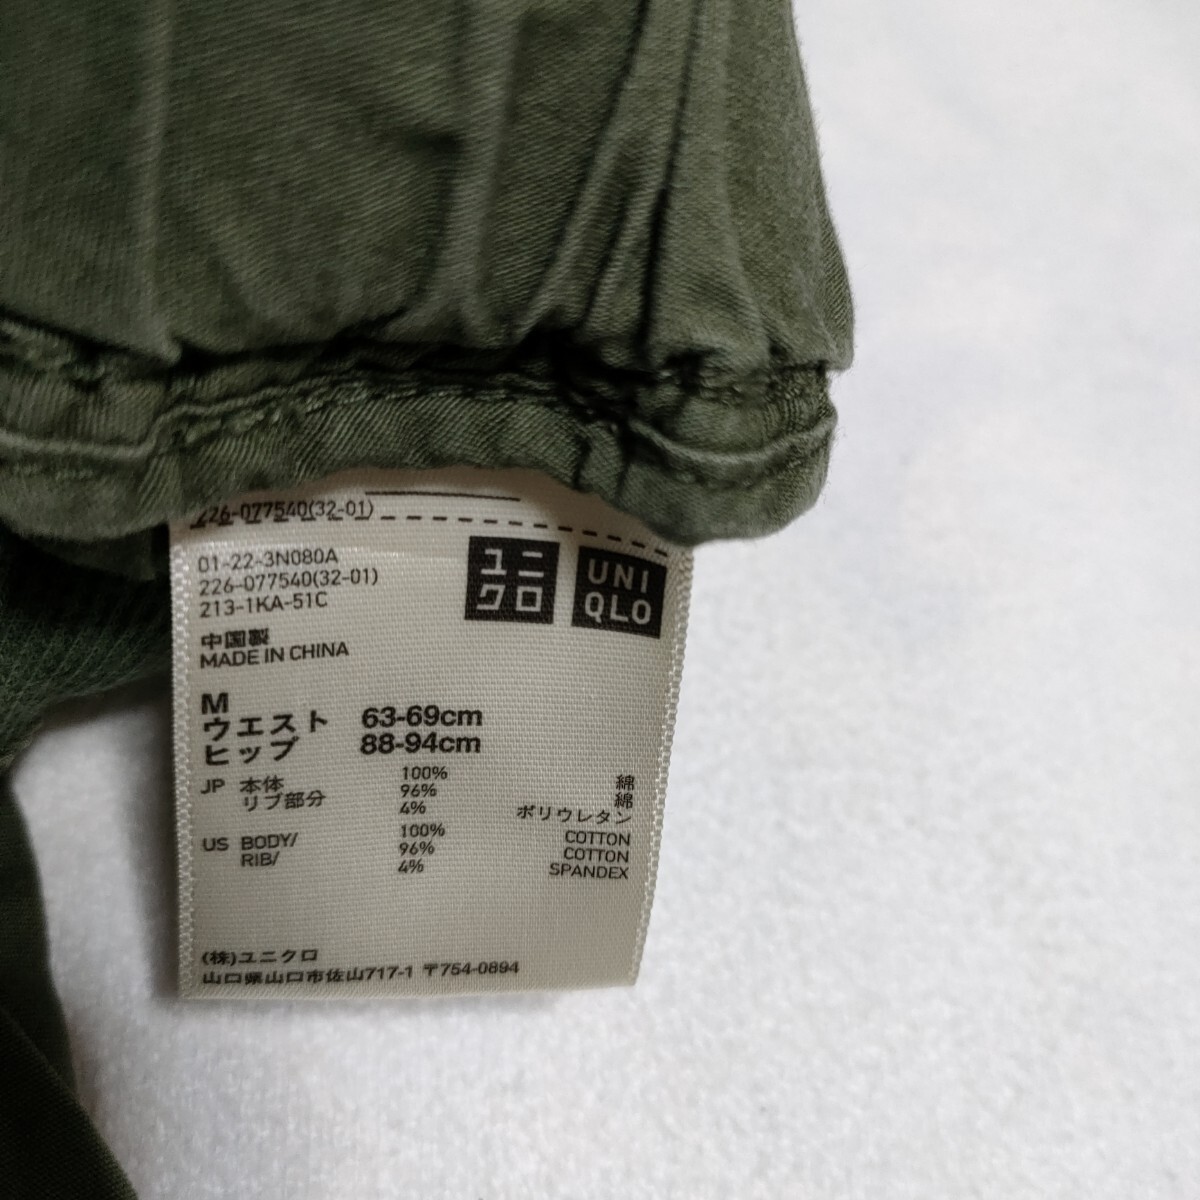 226-077540(32-01)
01-22-3N080A
226-077540(32-01)
213-1KA-51C
ユニ
クロ
UNI
QLO
中国製
MADE IN CHINA
M
ウエスト 63-69cm
ヒップ 88-94cm
JP 本体 100% 綿
リブ部分 96% 綿
4% ポリウレタン
US BODY/ 100% COTTON
RIB/ 96% COTTON
4% SPANDEX
(株)ユニクロ
山口県山口市佐山717-1 〒754-0894